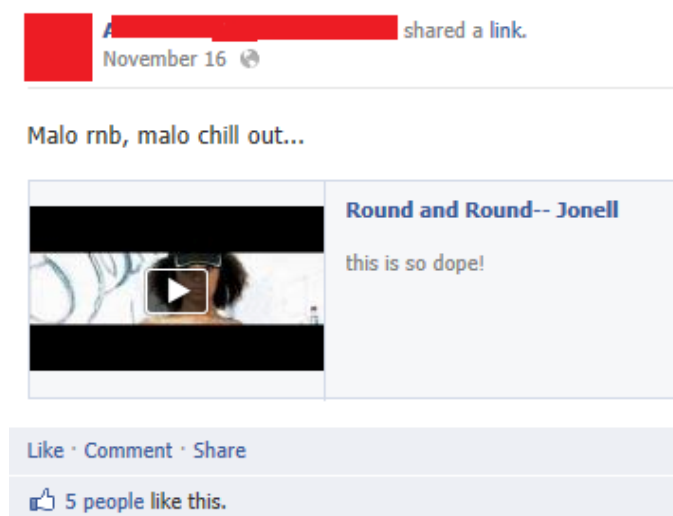 shared a link.
November 16
Malo rnb, malo chill out...
Round and Round-- Jonell
this is so dope!
Like · Comment · Share
5 people like this.